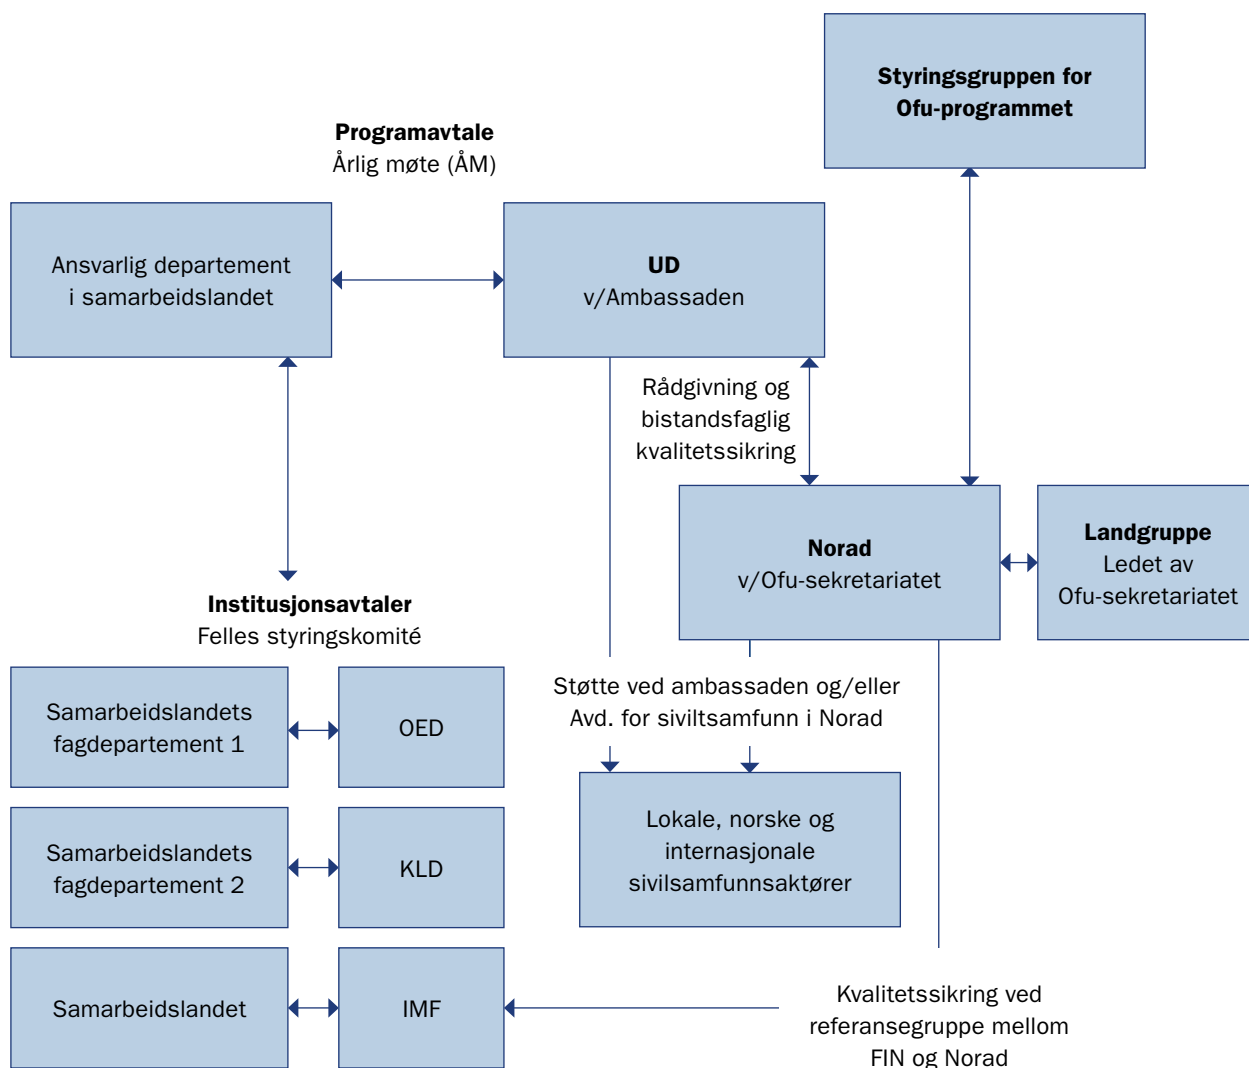 Styringsgruppen for
Ofu-programmet
Programavtale
Årlig møte (ÅM)
Ansvarlig departement
i samarbeidslandet
UD
v/Ambassaden
Rådgivning og
bistandsfaglig
kvalitetssikring
Norad
v/Ofu-sekretariatet
Landgruppe
Ledet av
Ofu-sekretariatet
Institusjonsavtaler
Felles styringskomité
Støtte ved ambassaden og/eller
Avd. for siviltsamfunn i Norad
Samarbeidslandets
fagdepartement 1
OED
Samarbeidslandets
fagdepartement 2
KLD
Lokale, norske og
internasjonale
sivilsamfunnsaktører
Samarbeidslandet
IMF
Kvalitetssikring ved
referansegruppe mellom
FIN og Norad